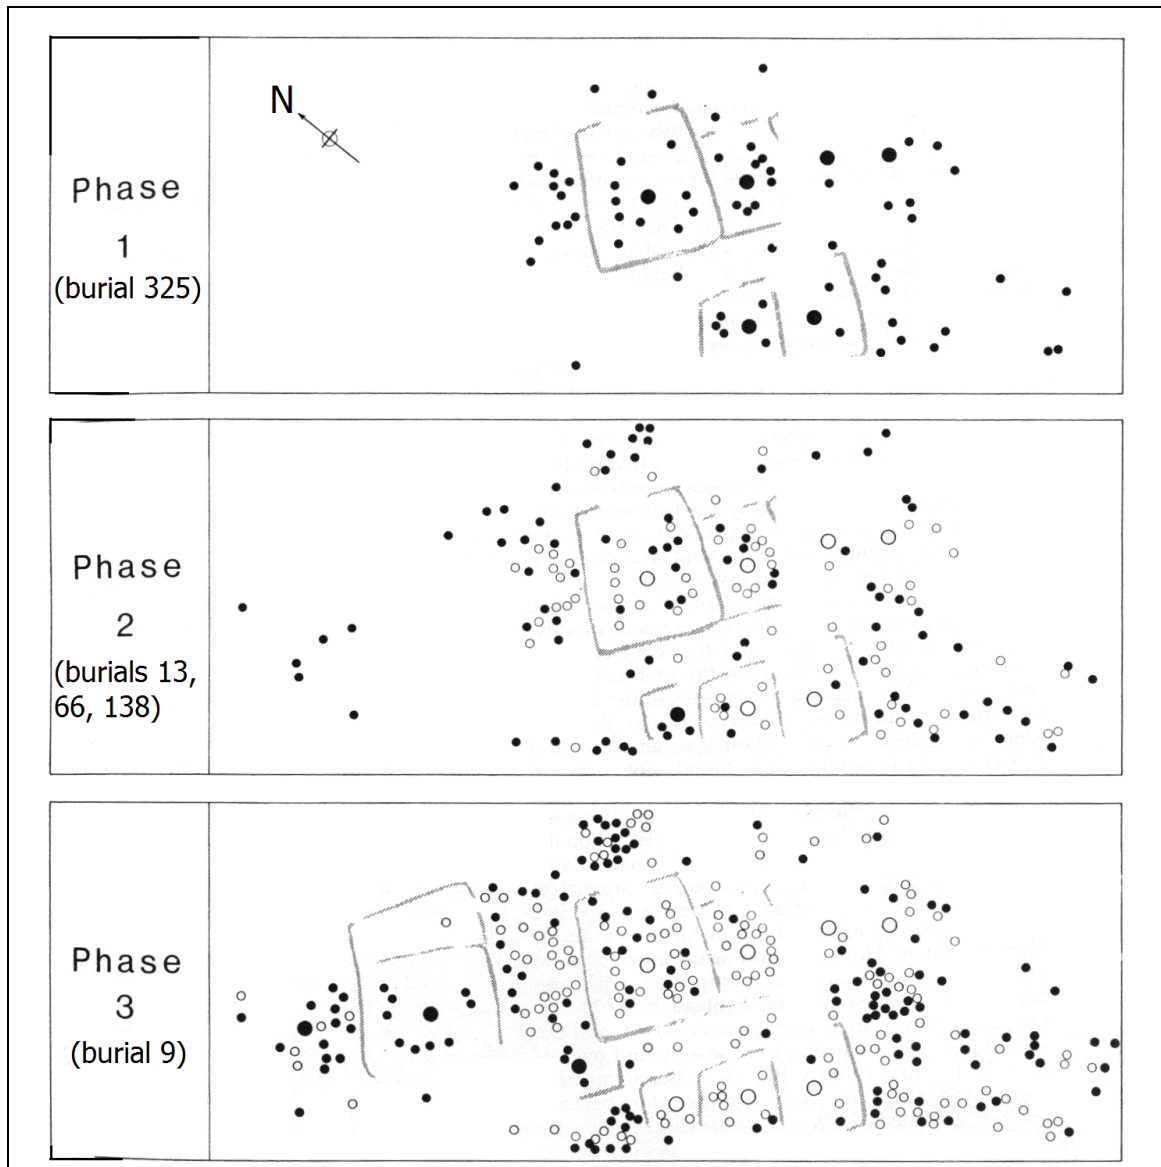 N
Phase
1
(burial 325)
Phase
2
(burials 13,
66, 138)
Phase
3
(burial 9)